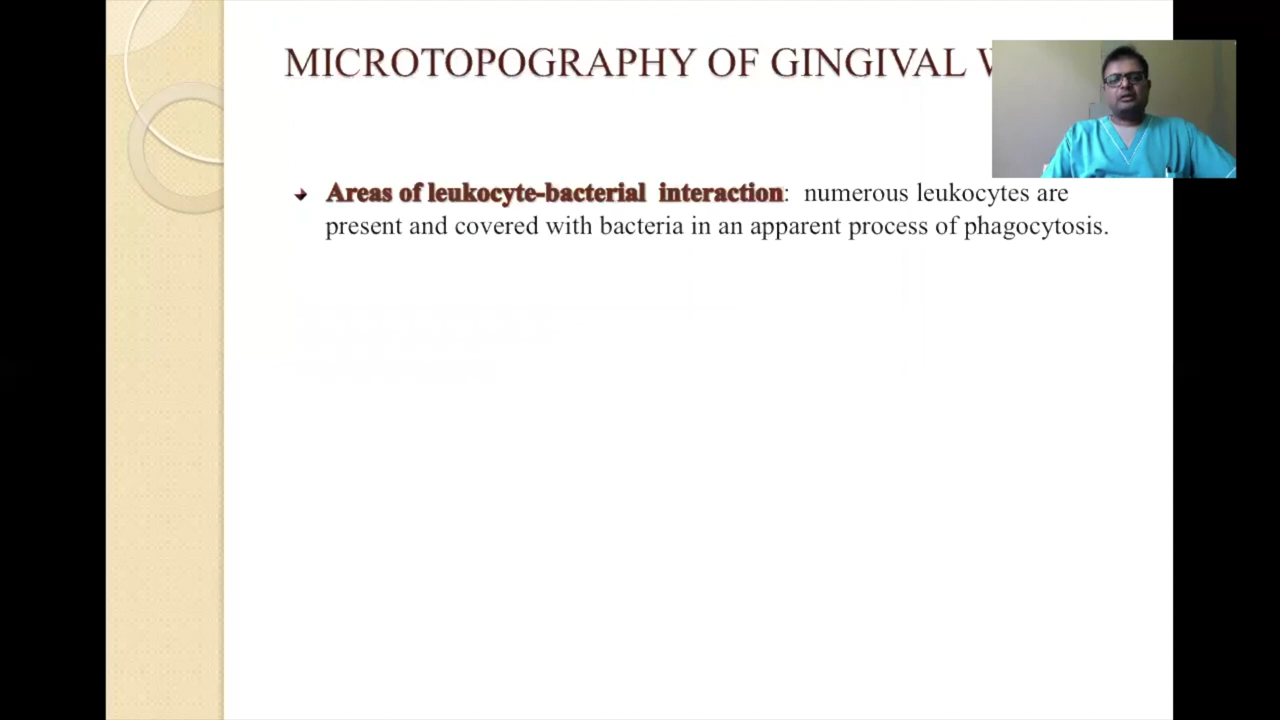 MICROTOPOGRAPHY OF GINGIVAL
Areas of leukocyte-bacterial interaction: numerous leukocytes are
present and covered with bacteria in an apparent process of phagocytosis.